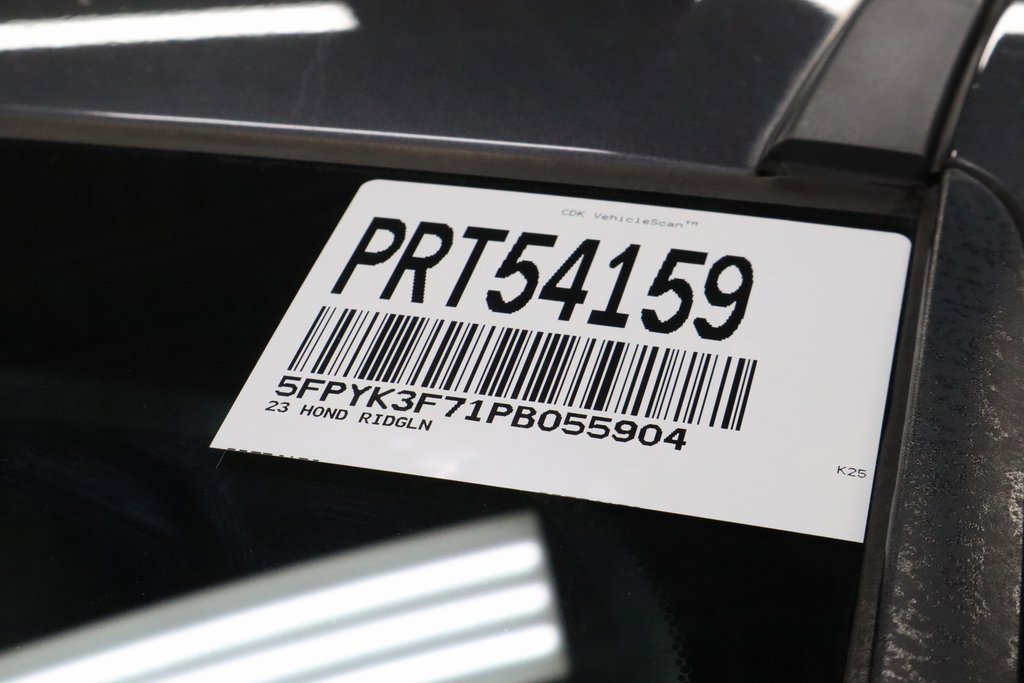 CDK VehicleScan™
PRT54159
5FPYK3F71PB055904
23 HOND RIDGLN
K25